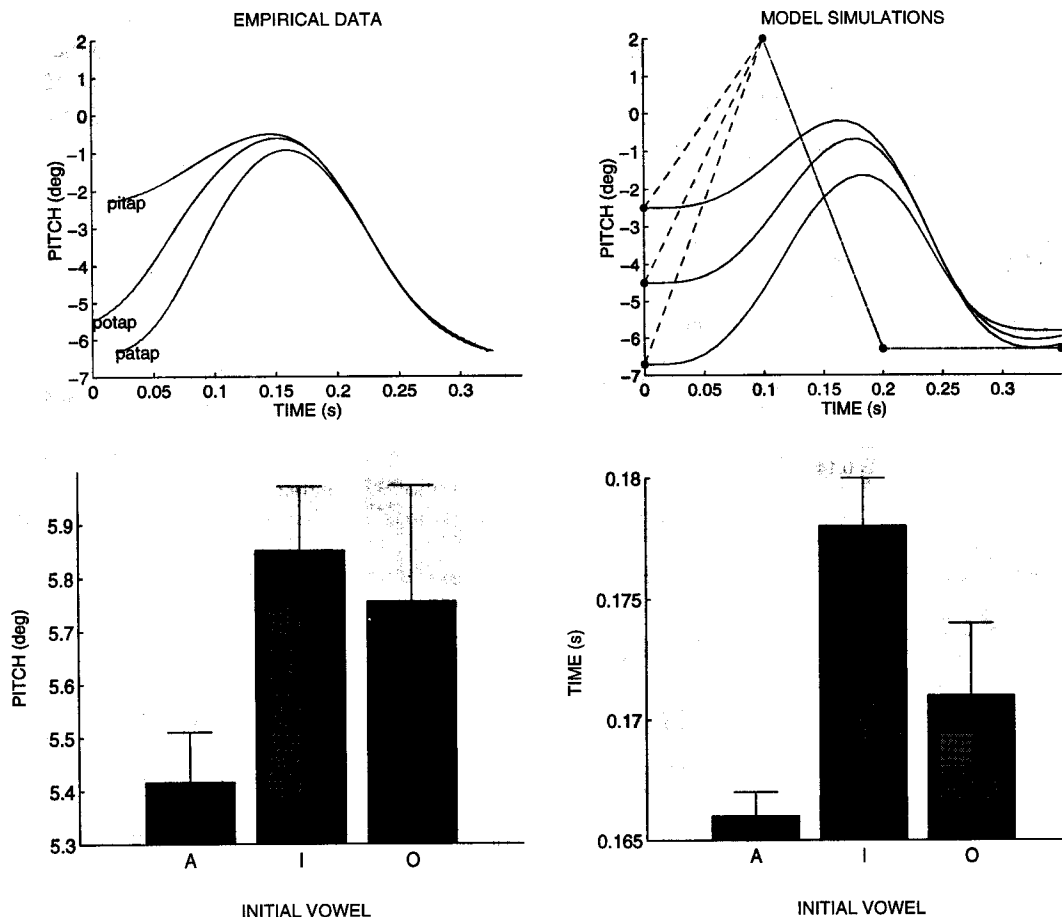 EMPIRICAL DATA
MODEL SIMULATIONS
2
1
0
-1
-2
-3
-4
-5
-6
-7
PITCH (deg)
pitap
potap
patap
0 0.05 0.1 0.15 0.2 0.25 0.3
TIME (s)
2
1
0
-1
-2
-3
-4
-5
-6
-7
PITCH (deg)
0 0.05 0.1 0.15 0.2 0.25 0.3
TIME (s)
5.9
5.8
5.7
5.6
5.5
5.4
5.3
PITCH (deg)
A I O
INITIAL VOWEL
0.18
0.175
0.17
0.165
TIME (s)
A I O
INITIAL VOWEL